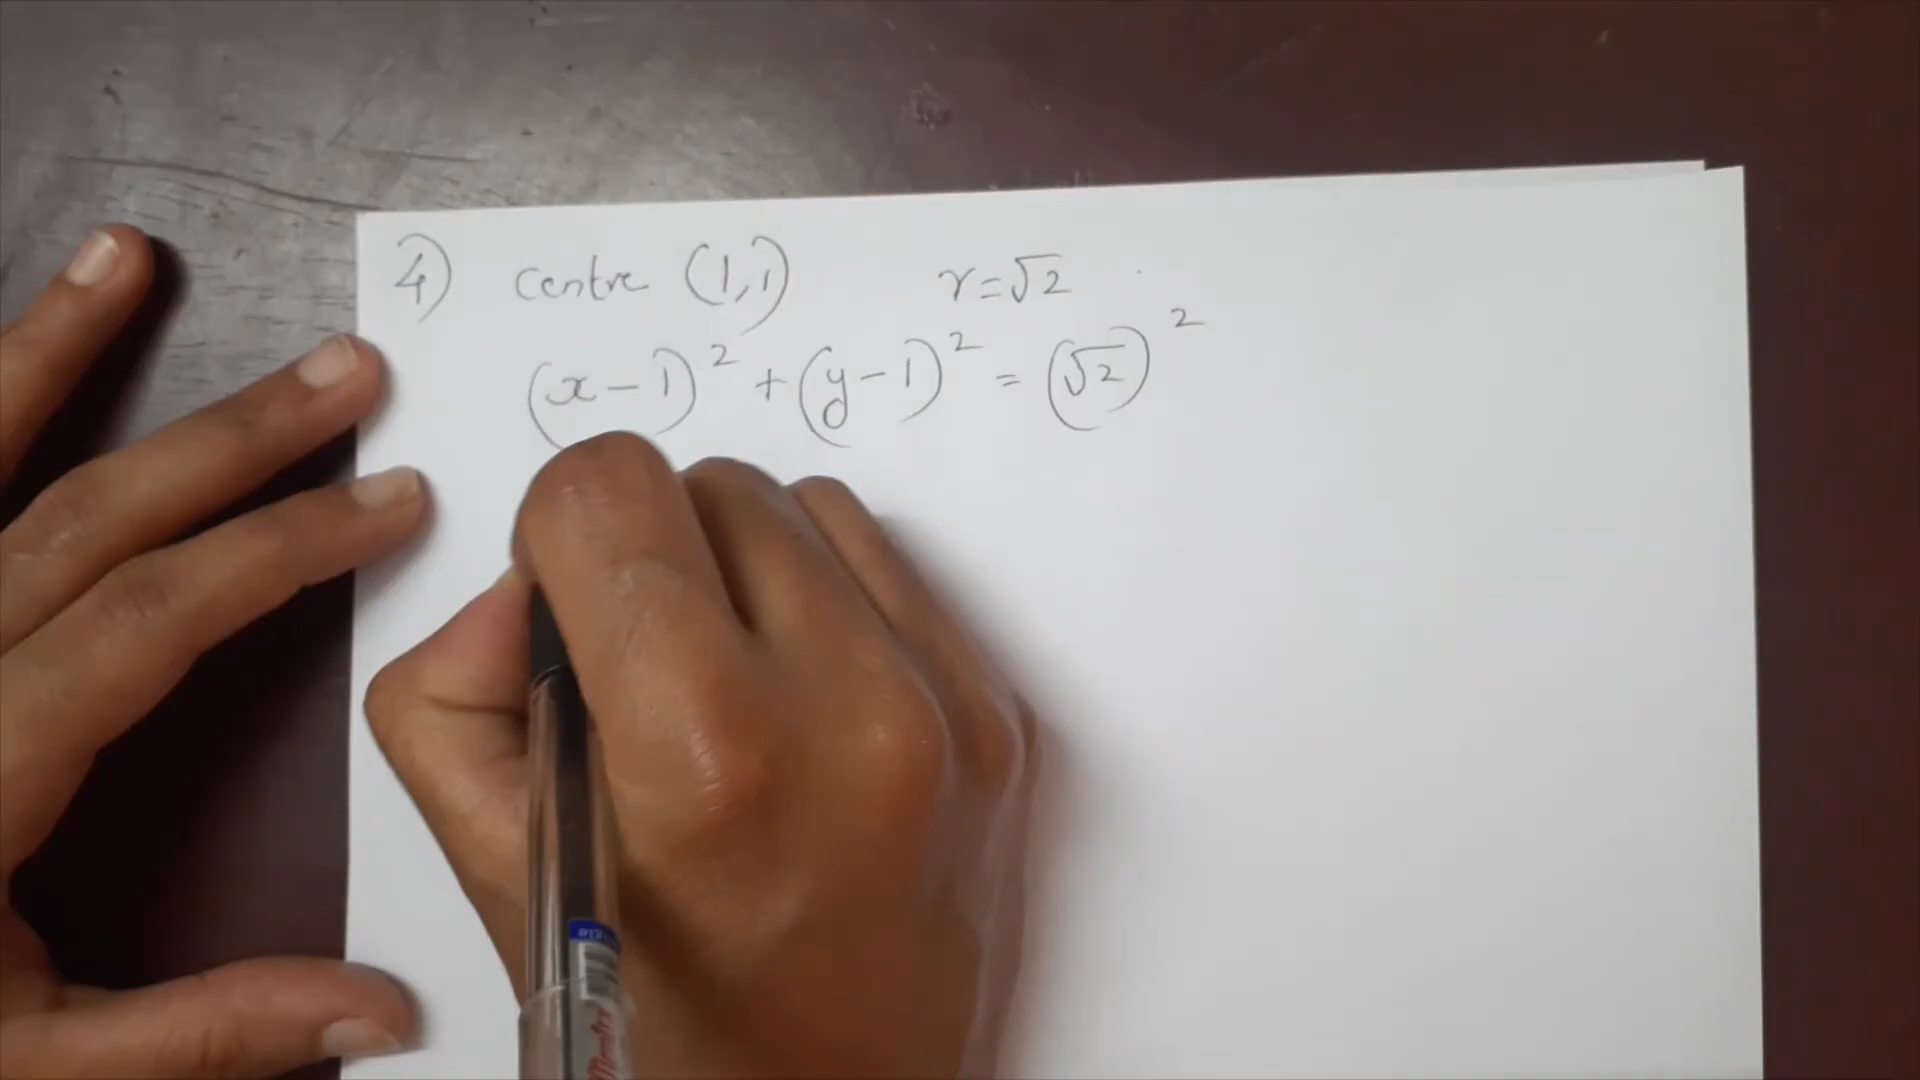 4) Centre (1,1) r=√2
(x-1)² + (y-1)² = (√2)²